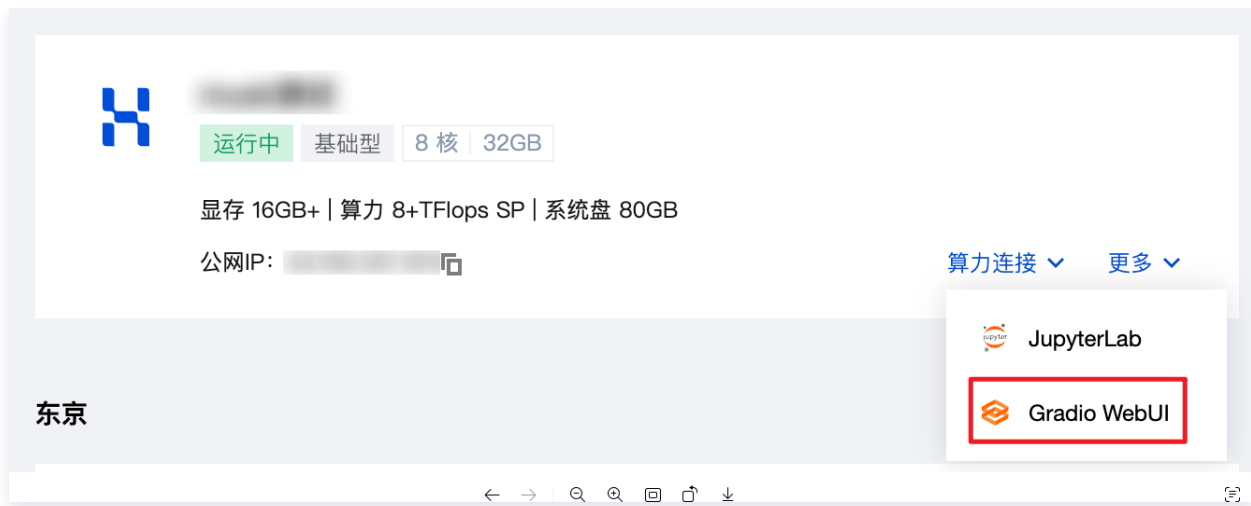 运行中 基础型 8 核 32GB
显存 16GB+ | 算力 8+TFlops SP | 系统盘 80GB
公网IP：
算力连接 更多
jupyter JupyterLab
Gradio WebUI
东京